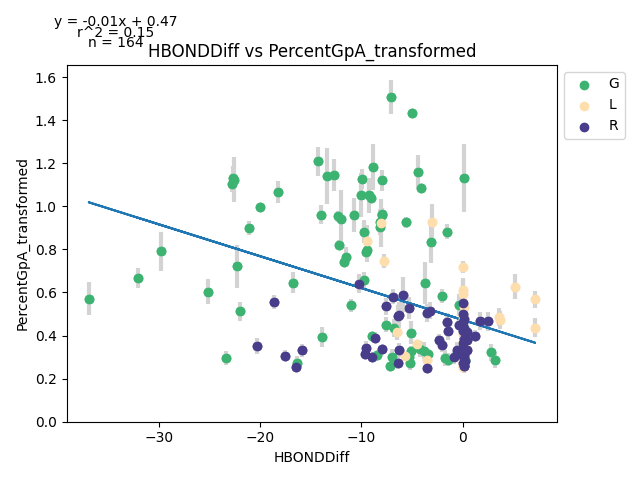 y = -0.01x + 0.47
r^2 = 0.15
n = 164
HBONDDiff vs PercentGpA_transformed
1.6
1.4
1.2
1.0
0.8
0.6
0.4
0.2
0.0
PercentGpA_transformed
−30
−20
−10
0
HBONDDiff
G
L
R